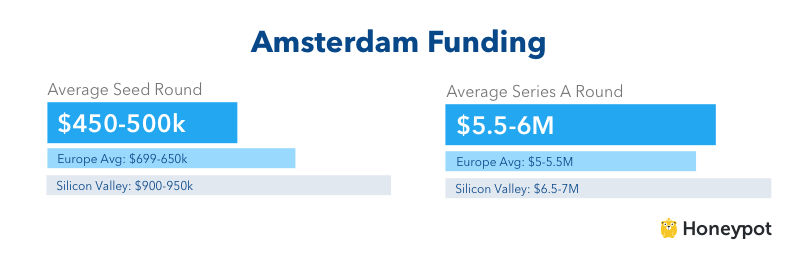 Amsterdam Funding
Average Seed Round
$450-500k
Europe Avg: $699-650k
Silicon Valley: $900-950k
Average Series A Round
$5.5-6M
Europe Avg: $5-5.5M
Silicon Valley: $6.5-7M
Honeypot